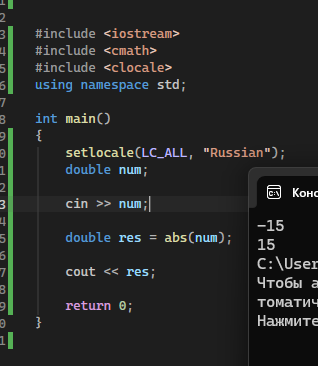 #include <iostream>
#include <cmath>
#include <clocale>
using namespace std;
int main()
{
setlocale(LC_ALL, "Russian");
double num;
cin >> num;
double res = abs(num);
cout << res;
return 0;
}
-15
15
C:\User
Чтобы а
томатич
Нажмите